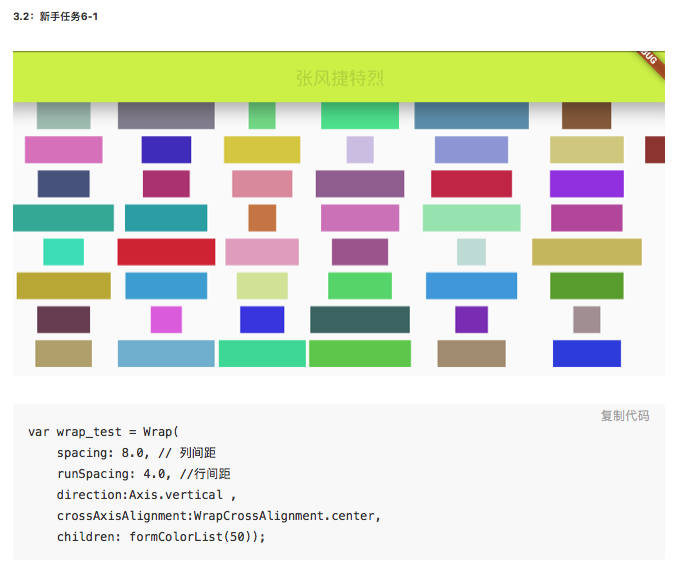 3.2：新手任务6-1
张风捷特烈
复制代码
var wrap_test = Wrap(
    spacing: 8.0, // 列间距
    runSpacing: 4.0, //行间距
    direction:Axis.vertical ,
    crossAxisAlignment:WrapCrossAlignment.center,
    children: formColorList(50));